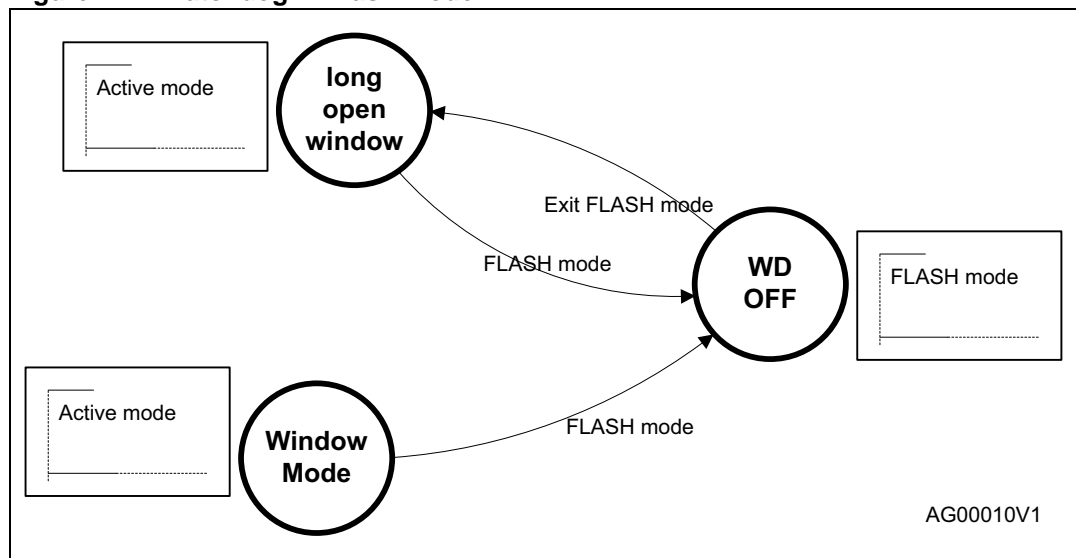 Active mode
long
open
window
Exit FLASH mode
FLASH mode
WD
OFF
FLASH mode
Active mode
Window
Mode
FLASH mode
AG00010V1